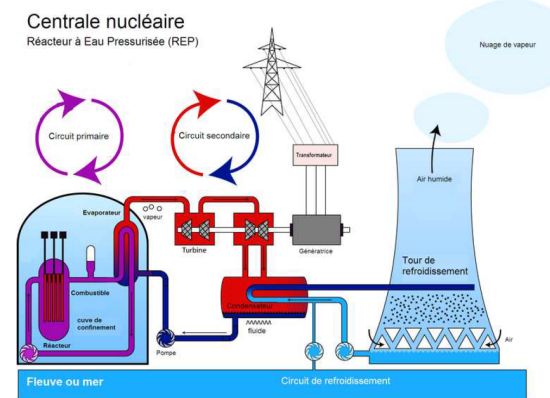 Centrale nucléaire
Réacteur à Eau Pressurisée (REP)
Nuage de vapeur
Circuit primaire
Circuit secondaire
Transformateur
Air humide
Evaporateur
vapeur
Turbine
Génératrice
Tour de
refroidissement
Combustible
Condensateur
cuve de
confinement
fluide
Réacteur
Pompe
Air
Fleuve ou mer
Circuit de refroidissement